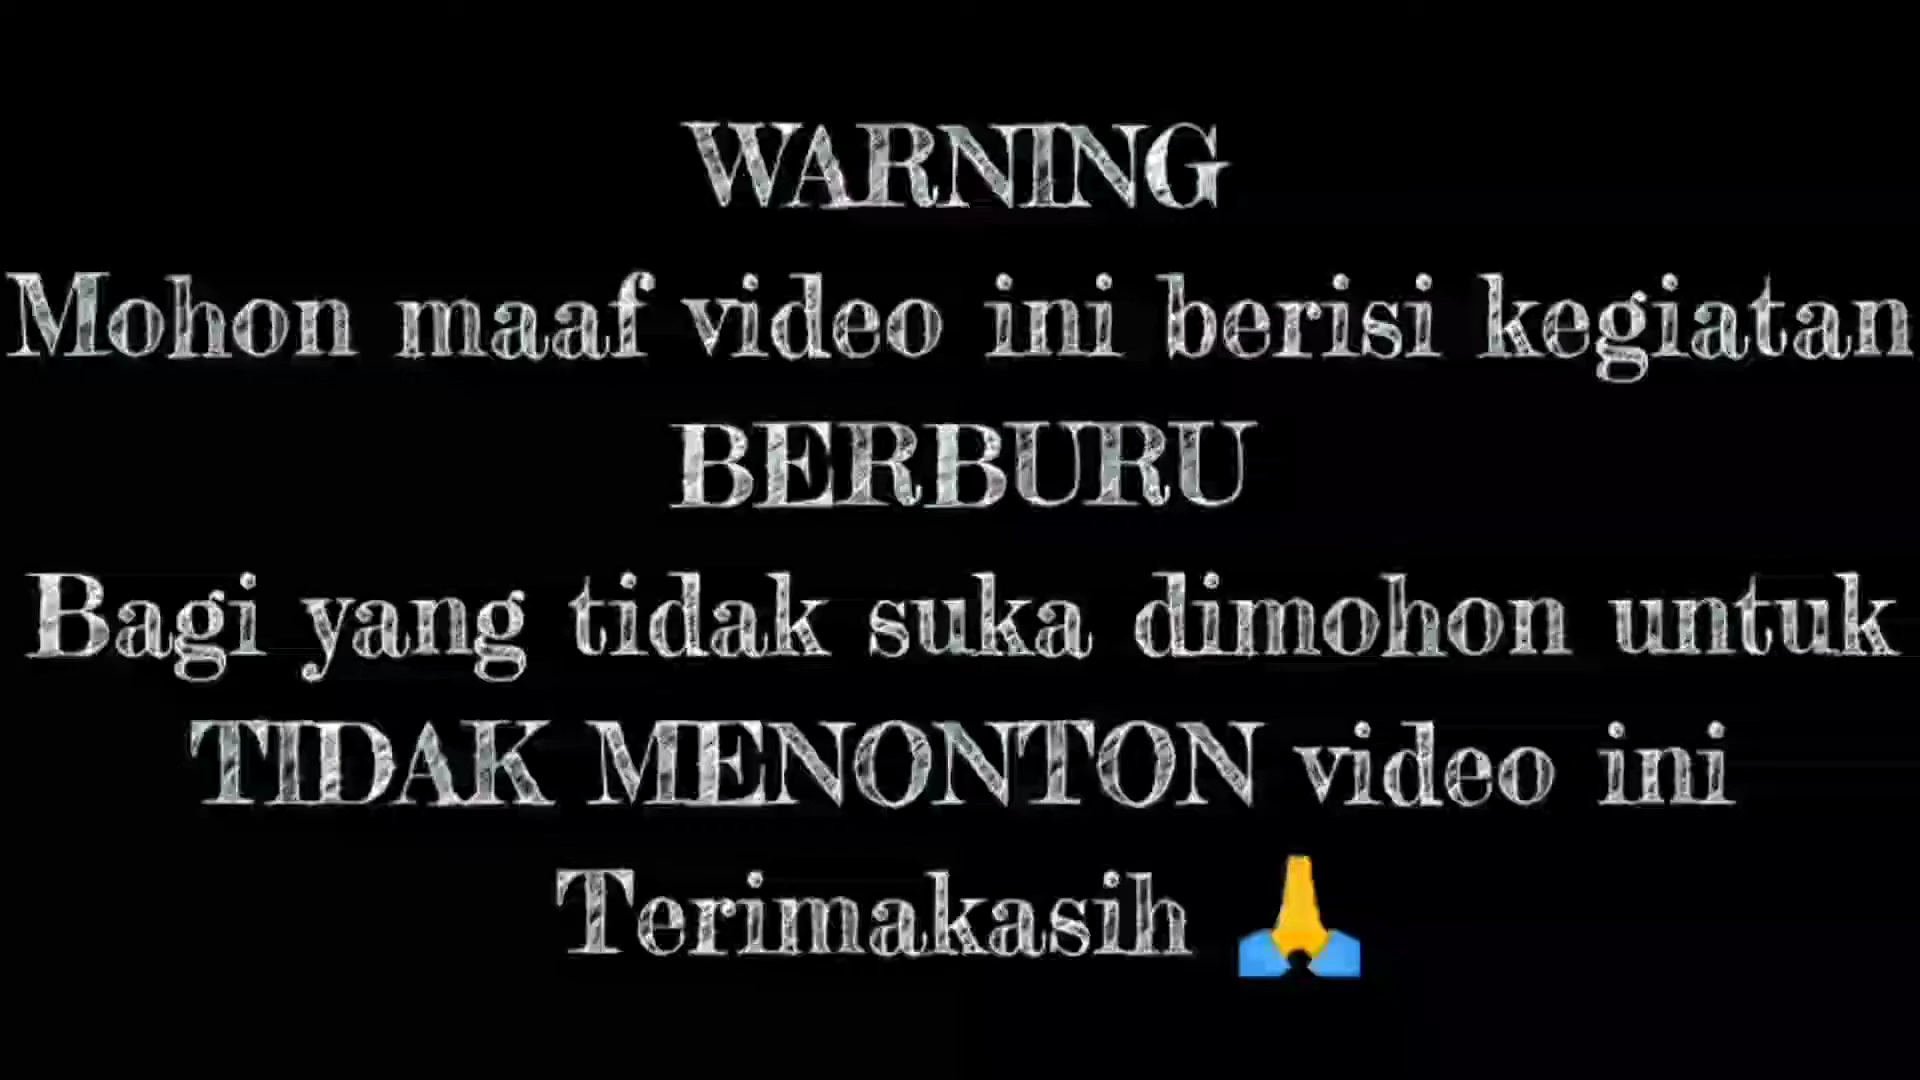 WARNING
Mohon maaf video ini berisi kegiatan
BERBURU
Bagi yang tidak suka dimohon untuk
TIDAK MENONTON video ini
Terimakasih 🙏